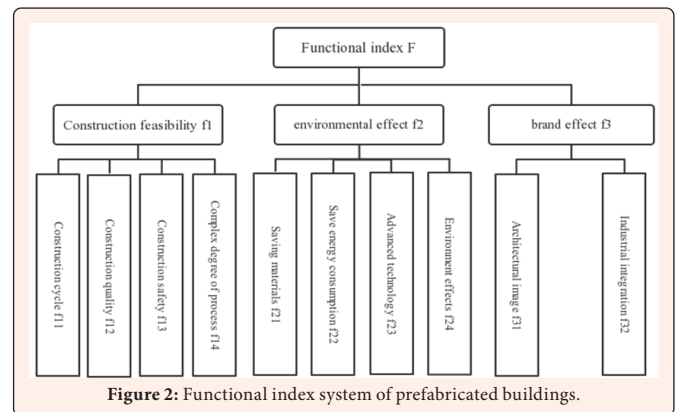 Functional index F
Construction feasibility f1
environmental effect f2
brand effect f3
Construction cycle f11
Construction quality f12
Construction safety f13
Complex degree of process f14
Saving materials f21
Save energy consumption f22
Advanced technology f23
Environment effects f24
Architectural image f31
Industrial integration f32
Figure 2: Functional index system of prefabricated buildings.